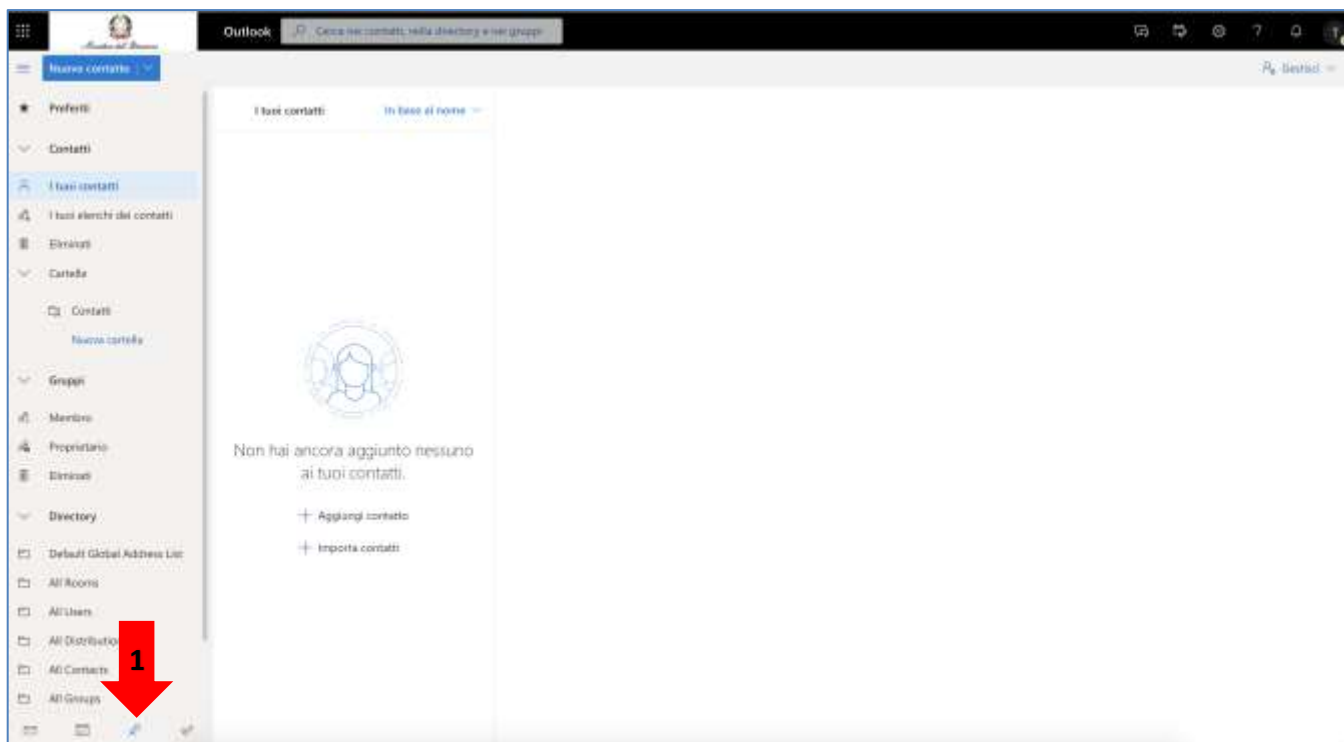 Outlook
Cerca nei contatti, nella directory e nei gruppi
Nuovo contatto
Gestisci
Preferiti
I tuoi contatti
In base al nome
Contatti
I tuoi contatti
I tuoi elenchi dei contatti
Eliminati
Cartelle
Contatti
Nuova cartella
Gruppi
Membro
Proprietario
Eliminati
Directory
Default Global Address List
All Rooms
All Users
All Distributio
All Contacts
All Groups
Non hai ancora aggiunto nessuno
ai tuoi contatti.
Aggiungi contatto
Importa contatti
1